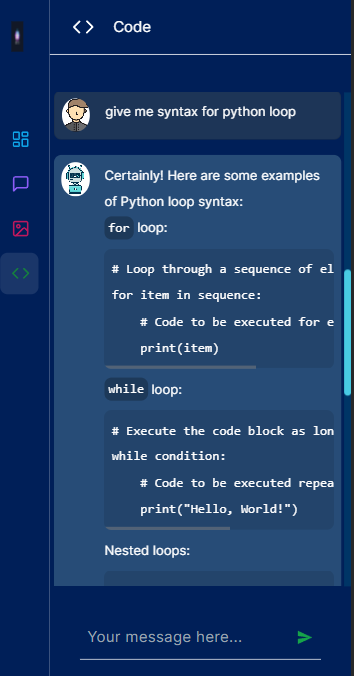 Code
give me syntax for python loop
Certainly! Here are some examples
of Python loop syntax:
for loop:
# Loop through a sequence of el
for item in sequence:
# Code to be executed for e
print(item)
while loop:
# Execute the code block as lon
while condition:
# Code to be executed repea
print("Hello, World!")
Nested loops:
Your message here...